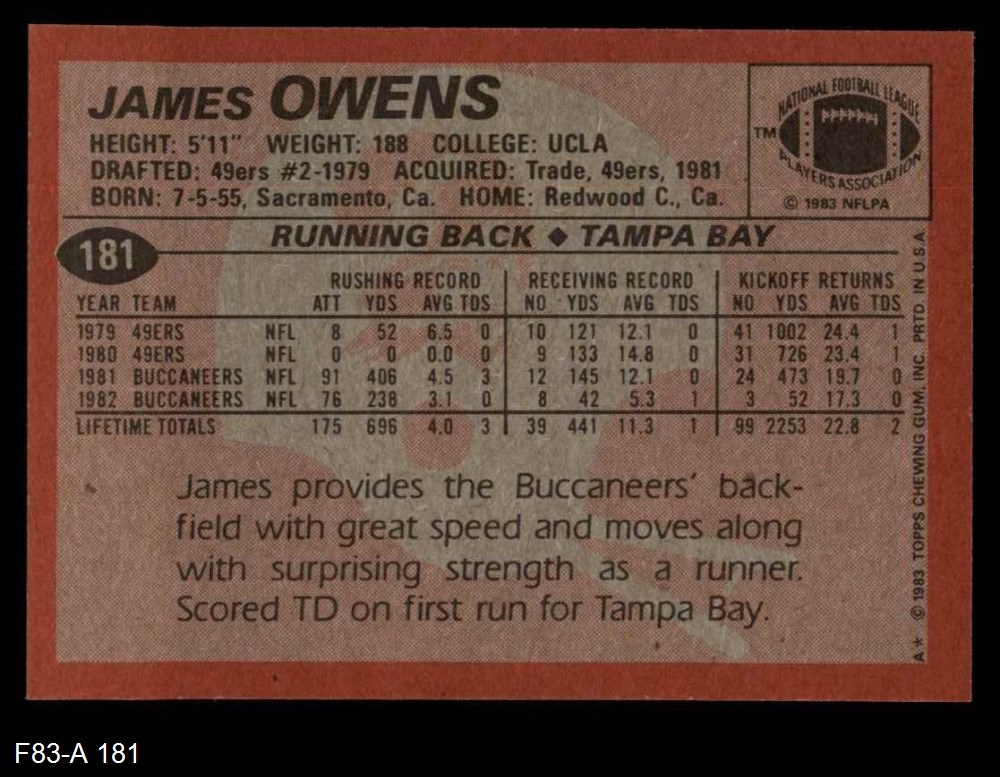 JAMES OWENS
HEIGHT: 5'11" WEIGHT: 188 COLLEGE: UCLA
DRAFTED: 49ers #2-1979 ACQUIRED: Trade, 49ers, 1981
BORN: 7-5-55, Sacramento, Ca. HOME: Redwood C., Ca.
NATIONAL FOOTBALL LEAGUE
TM
PLAYERS ASSOCIATION
© 1983 NFLPA
181
RUNNING BACK ◆ TAMPA BAY
RUSHING RECORD RECEIVING RECORD KICKOFF RETURNS
YEAR TEAM ATT YDS AVG TDS NO YDS AVG TDS NO YDS AVG TDS
1979 49ERS NFL 8 52 6.5 0 10 121 12.1 0 41 1002 24.4 1
1980 49ERS NFL 0 0 0.0 0 9 133 14.8 0 31 726 23.4 1
1981 BUCCANEERS NFL 91 406 4.5 3 12 145 12.1 0 24 473 19.7 0
1982 BUCCANEERS NFL 76 238 3.1 0 8 42 5.3 1 3 52 17.3 0
LIFETIME TOTALS 175 696 4.0 3 39 441 11.3 1 99 2253 22.8 2
James provides the Buccaneers' back-
field with great speed and moves along
with surprising strength as a runner.
Scored TD on first run for Tampa Bay.
A* © 1983 TOPPS CHEWING GUM, INC. PRTD. IN U.S.A
F83-A 181